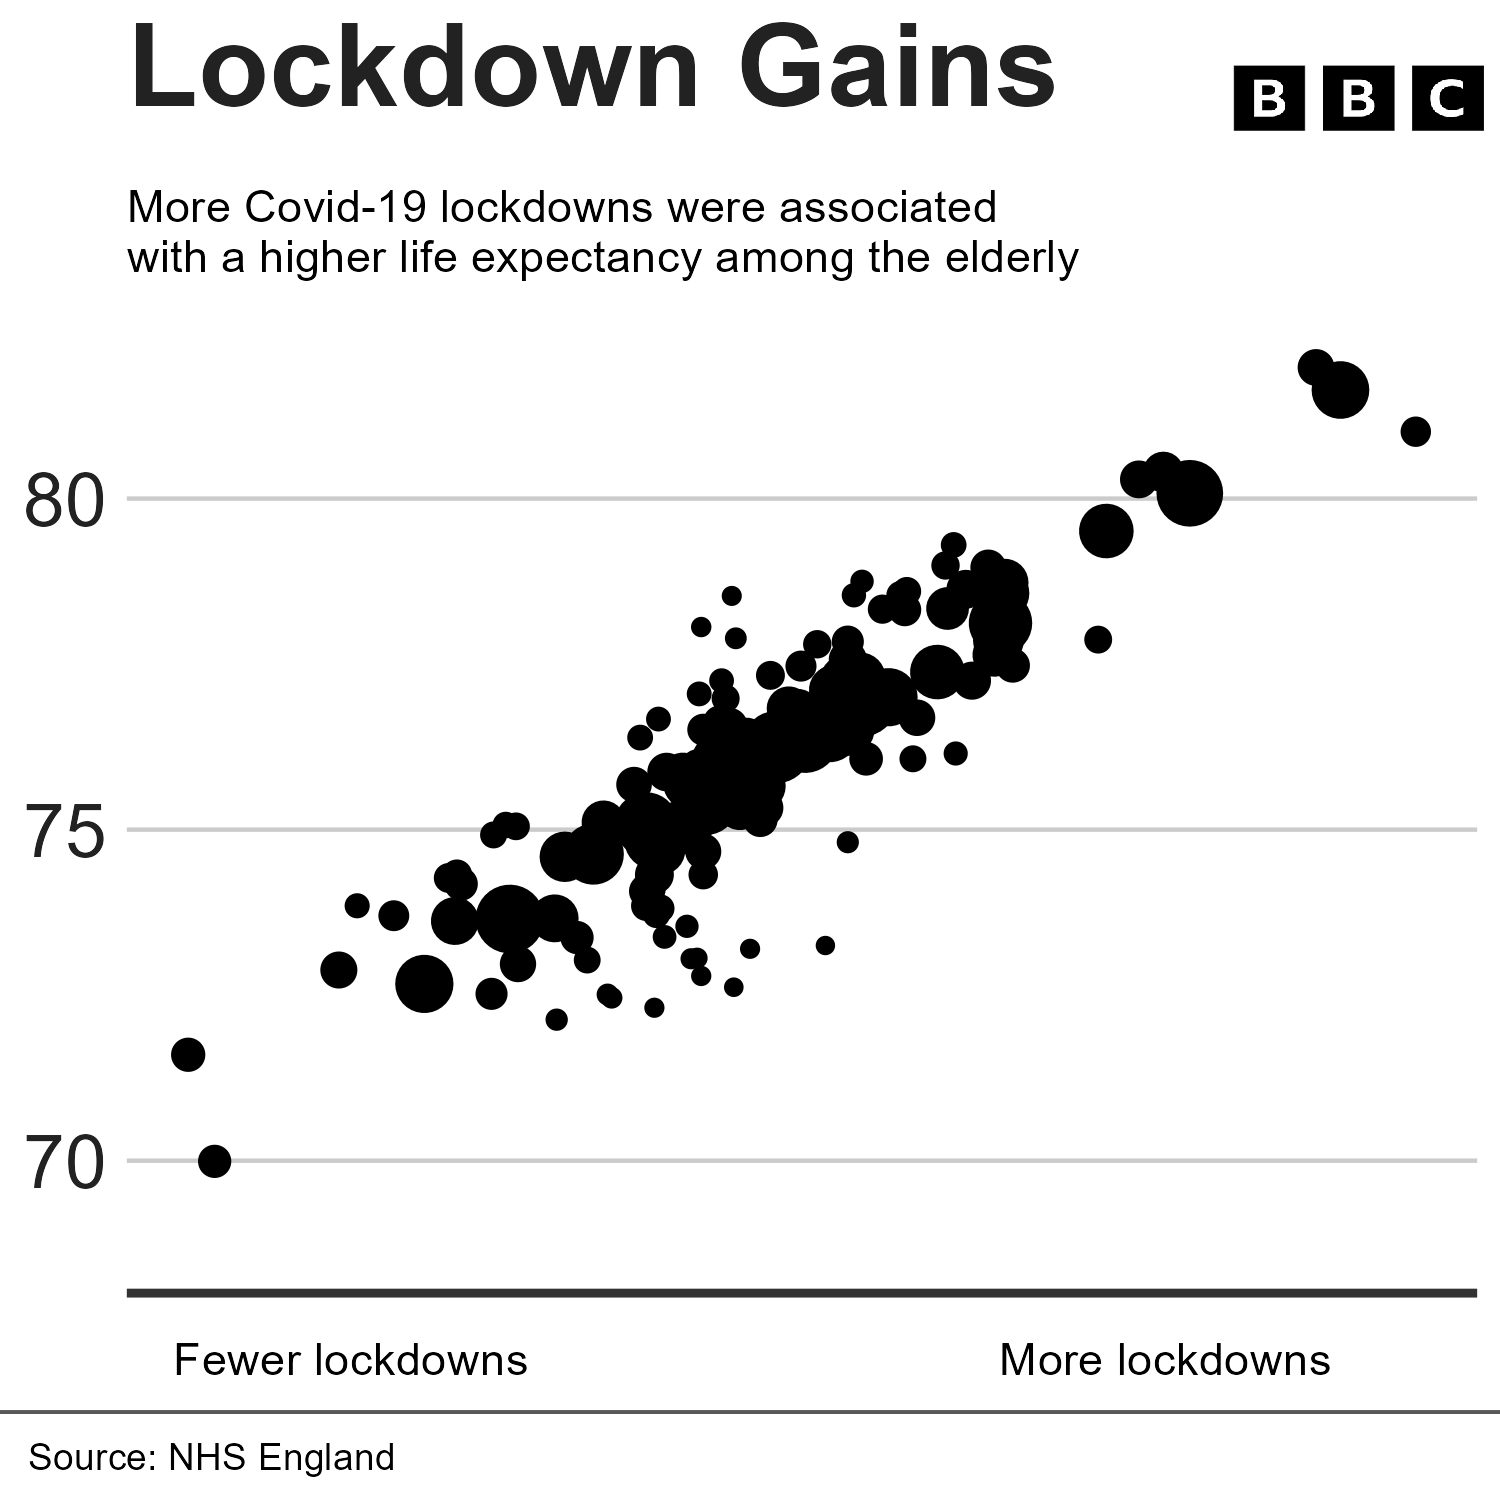 Lockdown Gains
BBC
More Covid-19 lockdowns were associated
with a higher life expectancy among the elderly
80
75
70
Fewer lockdowns
More lockdowns
Source: NHS England